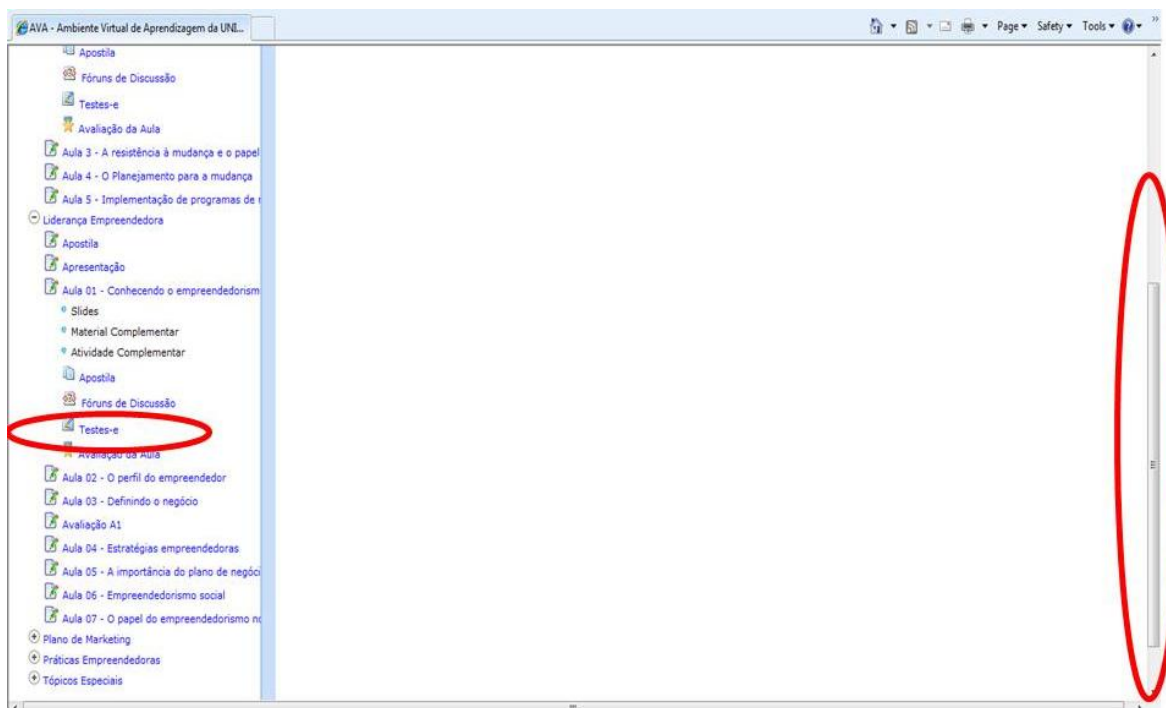 AVA - Ambiente Virtual de Aprendizagem da UNI...
Page Safety Tools
Apostila
Fóruns de Discussão
Testes-e
Avaliação da Aula
Aula 3 - A resistência à mudança e o papel
Aula 4 - O Planejamento para a mudança
Aula 5 - Implementação de programas de
Liderança Empreendedora
Apostila
Apresentação
Aula 01 - Conhecendo o empreendedorism
Slides
Material Complementar
Atividade Complementar
Apostila
Fóruns de Discussão
Testes-e
Avaliação da Aula
Aula 02 - O perfil do empreendedor
Aula 03 - Definindo o negócio
Avaliação A1
Aula 04 - Estratégias empreendedoras
Aula 05 - A importância do plano de negóci
Aula 06 - Empreendedorismo social
Aula 07 - O papel do empreendedorismo no
Plano de Marketing
Práticas Empreendedoras
Tópicos Especiais